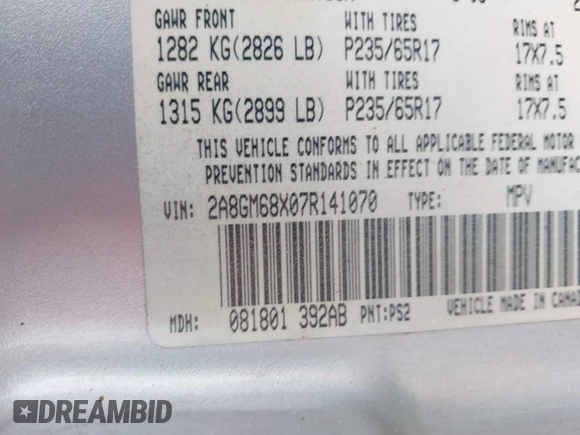 GAWR FRONT WITH TIRES RIMS AT
1282 KG(2826 LB) P235/65R17 17X7.5
GAWR REAR WITH TIRES RIMS AT
1315 KG(2899 LB) P235/65R17 17X7.5
THIS VEHICLE CONFORMS TO ALL APPLICABLE FEDERAL MOTOR
PREVENTION STANDARDS IN EFFECT ON THE DATE OF MANUFAC
VIN: 2A8GM68X07R141070 TYPE: MPV
VEHICLE MADE IN CANA
MDH: 081801 392AB PNT:PS2
DREAMBID